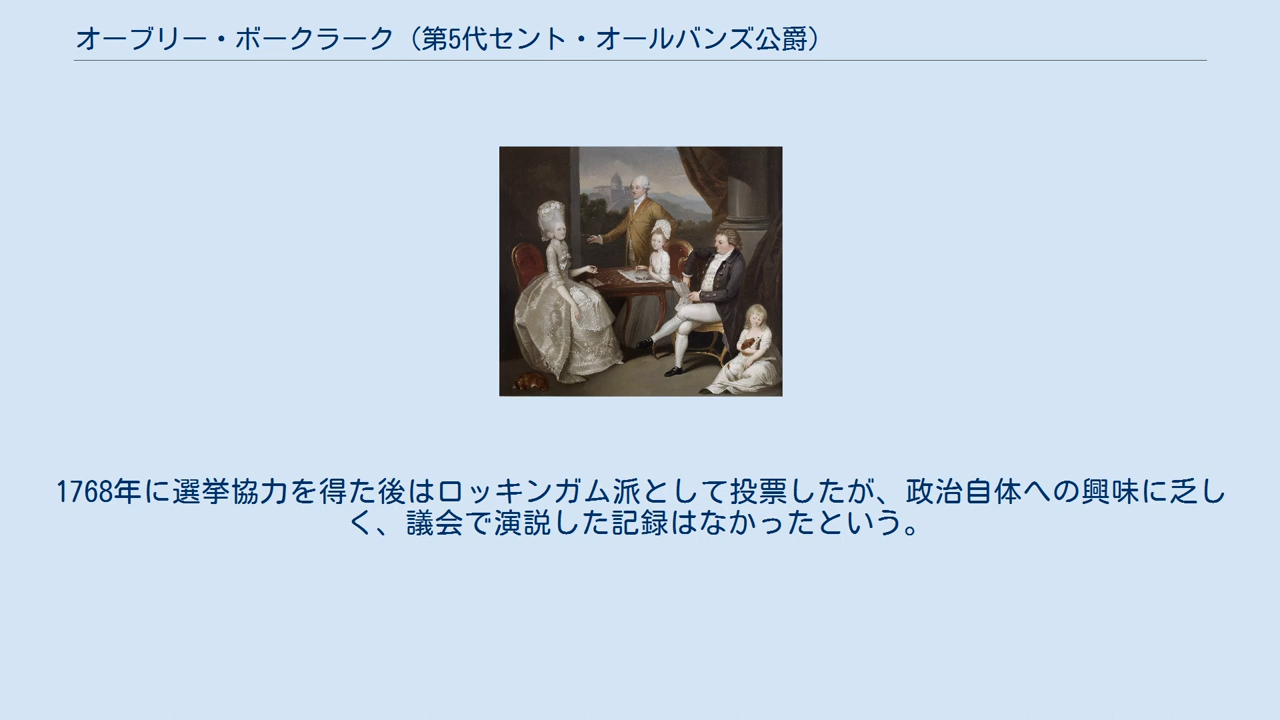 オーブリー・ボークラーク（第5代セント・オールバンズ公爵）
1768年に選挙協力を得た後はロッキンガム派として投票したが、政治自体への興味に乏し
く、議会で演説した記録はなかったという。